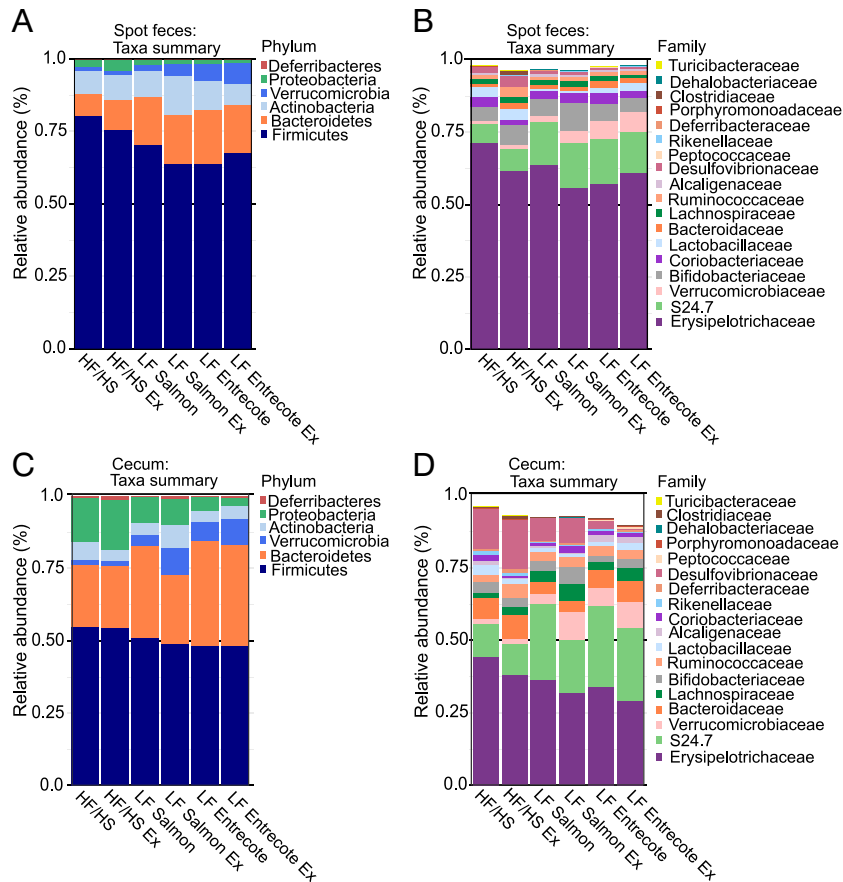 A
Spot feces:
Taxa summary
Phylum
Deferribacteres
Proteobacteria
Verrucomicrobia
Actinobacteria
Bacteroidetes
Firmicutes
Relative abundance (%)
1.0
0.75
0.50
0.25
0.0
HF/HS
HF/HS Ex
LF Salmon
LF Salmon Ex
LF Entrecote
LF Entrecote Ex
B
Spot feces:
Taxa summary
Family
Turicibacteraceae
Dehalobacteriaceae
Clostridiaceae
Porphyromonoadaceae
Deferribacteraceae
Rikenellaceae
Peptococcaceae
Desulfovibrionaceae
Alcaligenaceae
Ruminococcaceae
Lachnospiraceae
Bacteroidaceae
Lactobacillaceae
Coriobacteriaceae
Bifidobacteriaceae
Verrucomicrobiaceae
S24.7
Erysipelotrichaceae
Relative abundance (%)
1.0
0.75
0.50
0.25
0.0
HF/HS
HF/HS Ex
LF Salmon
LF Salmon Ex
LF Entrecote
LF Entrecote Ex
C
Cecum:
Taxa summary
Phylum
Deferribacteres
Proteobacteria
Actinobacteria
Verrucomicrobia
Bacteroidetes
Firmicutes
Relative abundance (%)
1.0
0.75
0.50
0.25
0.0
HF/HS
HF/HS Ex
LF Salmon
LF Salmon Ex
LF Entrecote
LF Entrecote Ex
D
Cecum:
Taxa summary
Family
Turicibacteraceae
Clostridiaceae
Dehalobacteriaceae
Porphyromonoadaceae
Peptococcaceae
Desulfovibrionaceae
Deferribacteraceae
Rikenellaceae
Coriobacteriaceae
Alcaligenaceae
Lactobacillaceae
Ruminococcaceae
Bifidobacteriaceae
Lachnospiraceae
Bacteroidaceae
Verrucomicrobiaceae
S24.7
Erysipelotrichaceae
Relative abundance (%)
1.0
0.75
0.50
0.25
0.0
HF/HS
HF/HS Ex
LF Salmon
LF Salmon Ex
LF Entrecote
LF Entrecote Ex